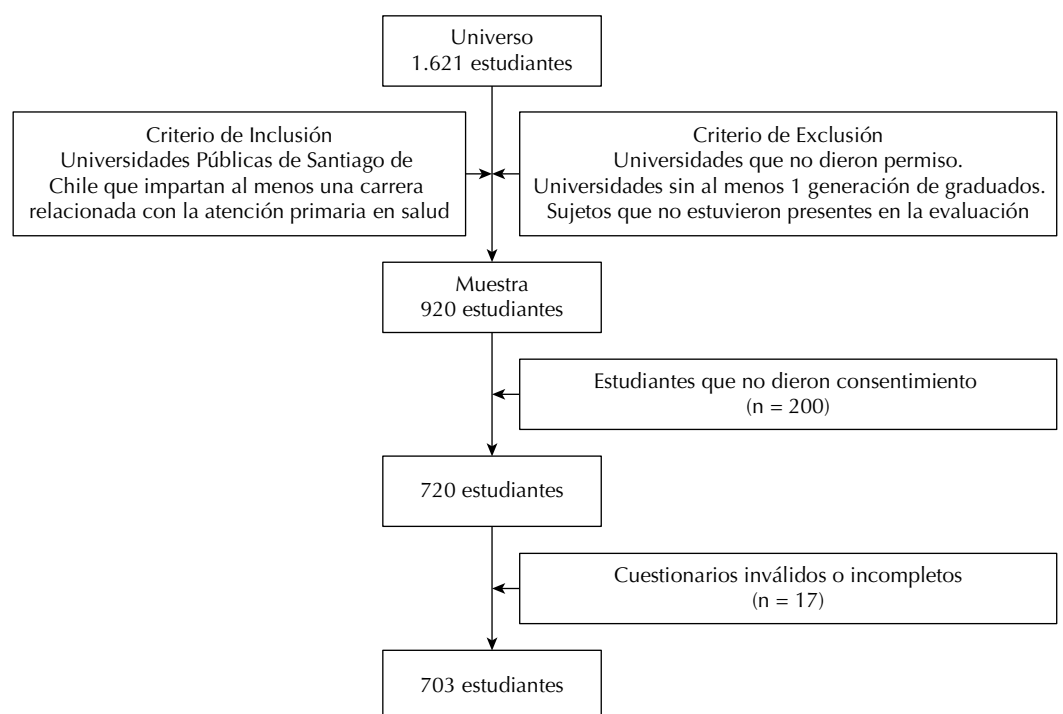 Universo
1.621 estudiantes
Criterio de Inclusión
Universidades Públicas de Santiago de
Chile que impartan al menos una carrera
relacionada con la atención primaria en salud
Criterio de Exclusión
Universidades que no dieron permiso.
Universidades sin al menos 1 generación de graduados.
Sujetos que no estuvieron presentes en la evaluación
Muestra
920 estudiantes
Estudiantes que no dieron consentimiento
(n = 200)
720 estudiantes
Cuestionarios inválidos o incompletos
(n = 17)
703 estudiantes